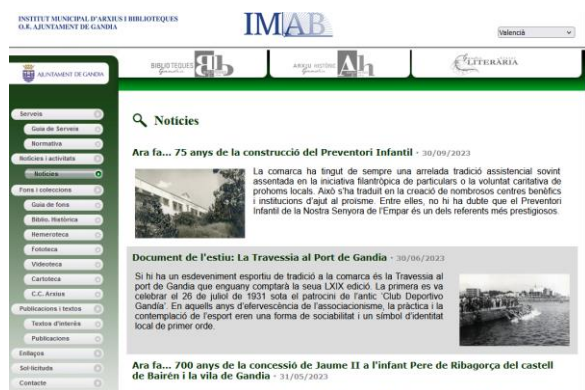 INSTITUT MUNICIPAL D'ARXIUS I BIBLIOTEQUES
O.E. AJUNTAMENT DE GANDIA
IMAB
Valencià
AJUNTAMENT DE GANDIA
BIBLIOTEQUES
Gandia
Bb
ARXIU HISTÒRIC
Gandia
Ah
LITERÀRIA
Serveis
Guia de Serveis
Normativa
Notícies i activitats
Notícies
Fons i coleccions
Guia de fons
Biblio. Històrica
Hemeroteca
Fototeca
Videoteca
Cartoteca
C.C. Arxius
Publicacions i textos
Textos d'interès
Publicacions
Enllaços
Sol·licituds
Contacte
Notícies
Ara fa... 75 anys de la construcció del Preventori Infantil - 30/09/2023
La comarca ha tingut de sempre una arrelada tradició assistencial sovint
assentada en la iniciativa filantròpica de particulars o la voluntat caritativa de
prohoms locals. Això s'ha traduït en la creació de nombrosos centres benèfics
i institucions d'ajut al proïsme. Entre elles, no hi ha dubte que el Preventori
Infantil de la Nostra Senyora de l'Empar és un dels referents més prestigiosos.
Document de l'estiu: La Travessia al Port de Gandia - 30/06/2023
Si hi ha un esdeveniment esportiu de tradició a la comarca és la Travessia al
port de Gandia que enguany comptarà la seua LXIX edició. La primera es va
celebrar el 26 de juliol de 1931 sota el patrocini de l'antic 'Club Deportivo
Gandía'. En aquells anys d'efervescència de l'associacionisme, la pràctica i la
contemplació de l'esport eren una forma de sociabilitat i un símbol d'identitat
local de primer orde.
Ara fa... 700 anys de la concessió de Jaume II a l'infant Pere de Ribagorça del castell
de Bairén i la vila de Gandia - 31/05/2023